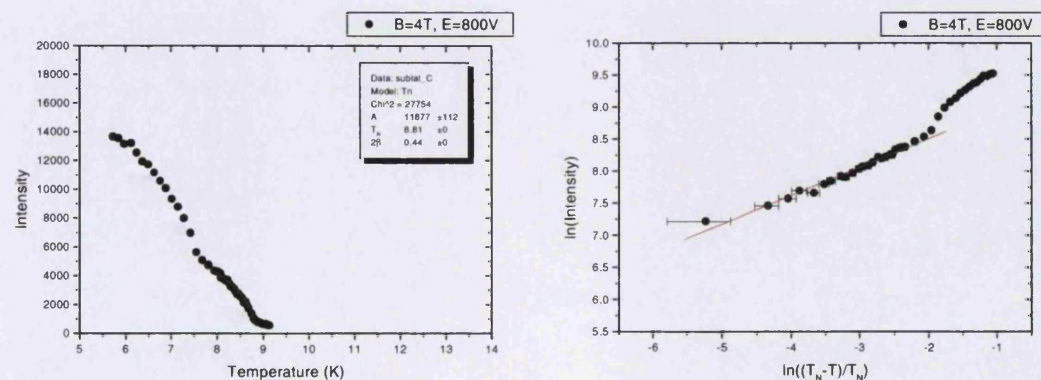 B=4T, E=800V
20000
18000
16000
14000
12000
10000
8000
6000
4000
2000
0
Intensity
Data: sublat_C
Model: Tn
Chi^2 = 27754
A 11877 ±112
T_N 8.81 ±0
2β 0.44 ±0
5 6 7 8 9 10 11 12 13 14
Temperature (K)
B=4T, E=800V
10.0
9.5
9.0
8.5
8.0
7.5
7.0
6.5
6.0
5.5
ln(Intensity)
-6 -5 -4 -3 -2 -1
ln((T_N-T)/T_N)